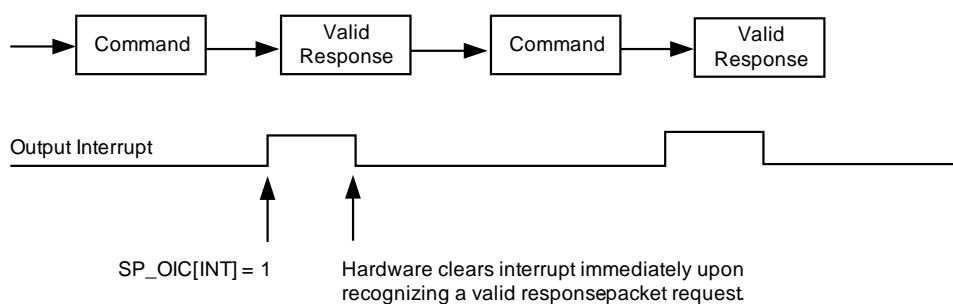 Command
Valid
Response
Command
Valid
Response
Output Interrupt
SP_OIC[INT] = 1
Hardware clears interrupt immediately upon
recognizing a valid responsepacket request.